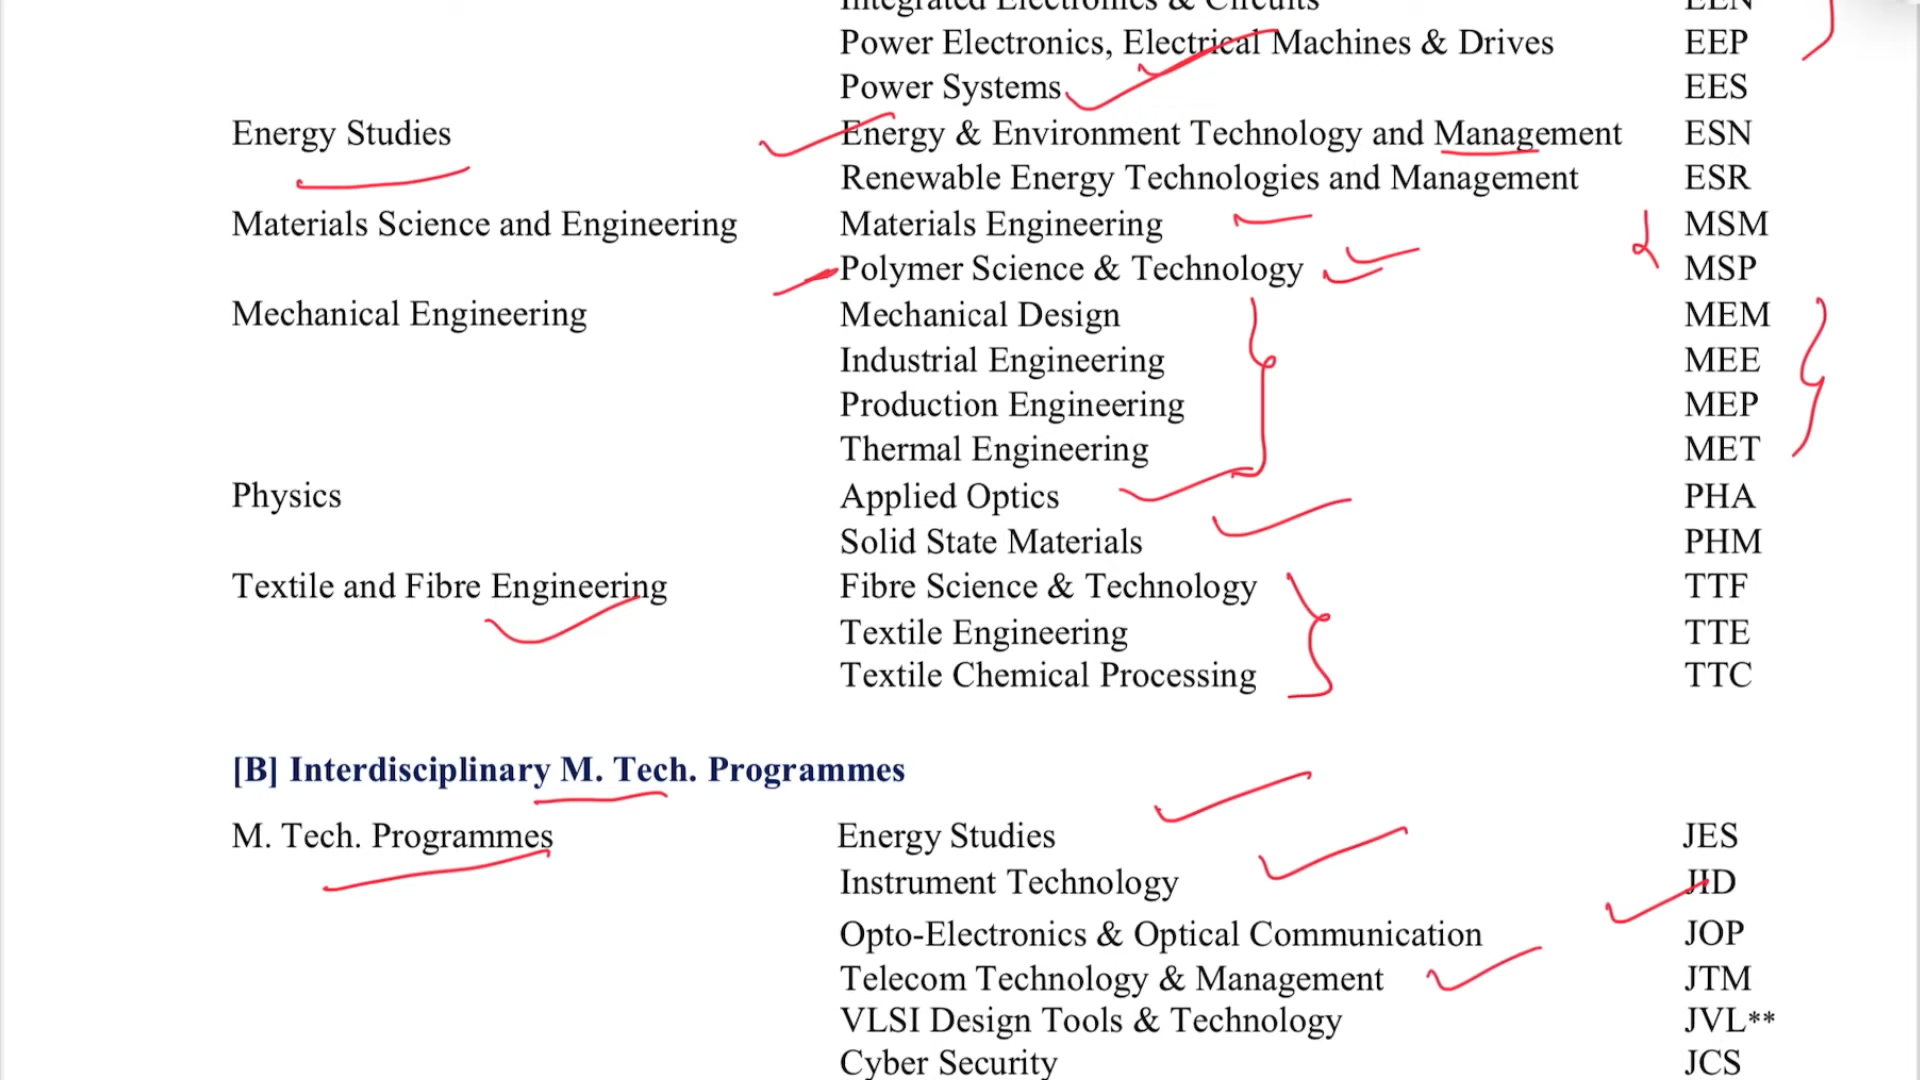 Integrated Electronics & Circuits EEN
Power Electronics, Electrical Machines & Drives EEP
Power Systems EES
Energy Studies Energy & Environment Technology and Management ESN
Renewable Energy Technologies and Management ESR
Materials Science and Engineering Materials Engineering MSM
Polymer Science & Technology MSP
Mechanical Engineering Mechanical Design MEM
Industrial Engineering MEE
Production Engineering MEP
Thermal Engineering MET
Physics Applied Optics PHA
Solid State Materials PHM
Textile and Fibre Engineering Fibre Science & Technology TTF
Textile Engineering TTE
Textile Chemical Processing TTC
[B] Interdisciplinary M. Tech. Programmes
M. Tech. Programmes Energy Studies JES
Instrument Technology JID
Opto-Electronics & Optical Communication JOP
Telecom Technology & Management JTM
VLSI Design Tools & Technology JVL**
Cyber Security JCS